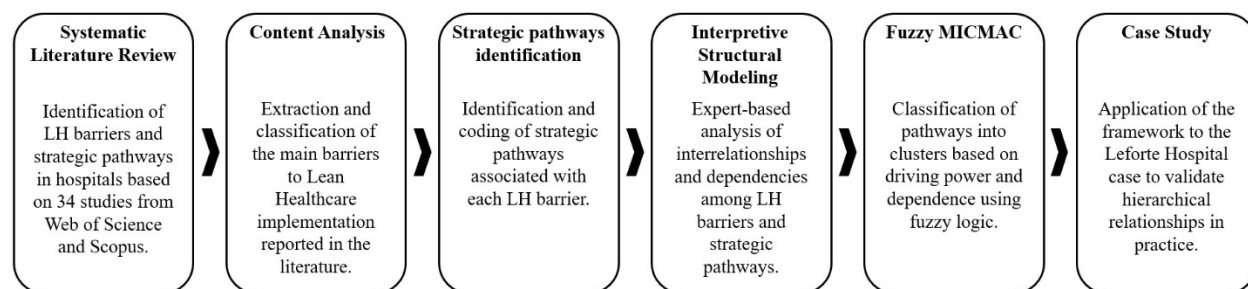 Systematic
Literature Review
Identification of
LH barriers and
strategic pathways
in hospitals based
on 34 studies from
Web of Science
and Scopus.
Content Analysis
Extraction and
classification of
the main barriers
to Lean
Healthcare
implementation
reported in the
literature.
Strategic pathways
identification
Identification and
coding of strategic
pathways
associated with
each LH barrier.
Interpretive
Structural
Modeling
Expert-based
analysis of
interrelationships
and dependencies
among LH
barriers and
strategic
pathways.
Fuzzy MICMAC
Classification of
pathways into
clusters based on
driving power and
dependence using
fuzzy logic.
Case Study
Application of the
framework to the
Leforte Hospital
case to validate
hierarchical
relationships in
practice.